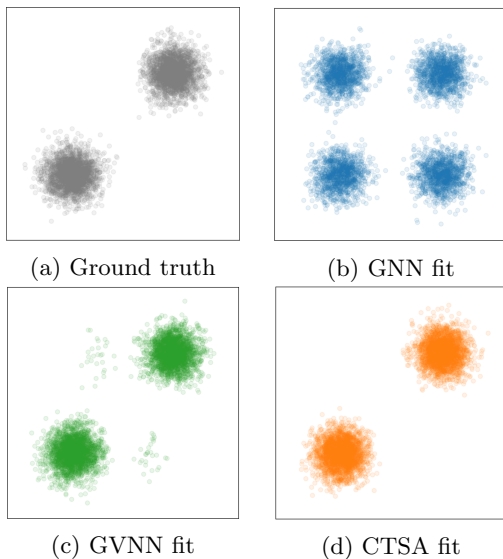 (a) Ground truth
(b) GNN fit
(c) GVNN fit
(d) CTSA fit